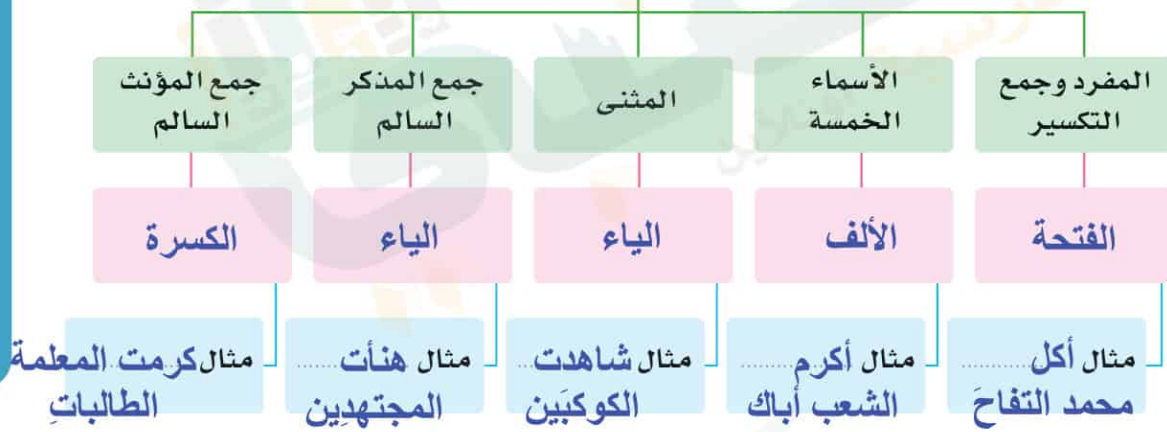 المفرد وجمع
التكسير
الأسماء
الخمسة
المثنى
جمع المذكر
السالم
جمع المؤنث
السالم
الفتحة
الألف
الياء
الياء
الكسرة
مثال أكل ..........
محمد التفاحَ
مثال أكرم ........
الشعب أباك
مثال شاهدت ...
الكوكبَين
مثال هنأت .......
المجتهدِين
مثال كرمت المعلمة
الطالباتِ